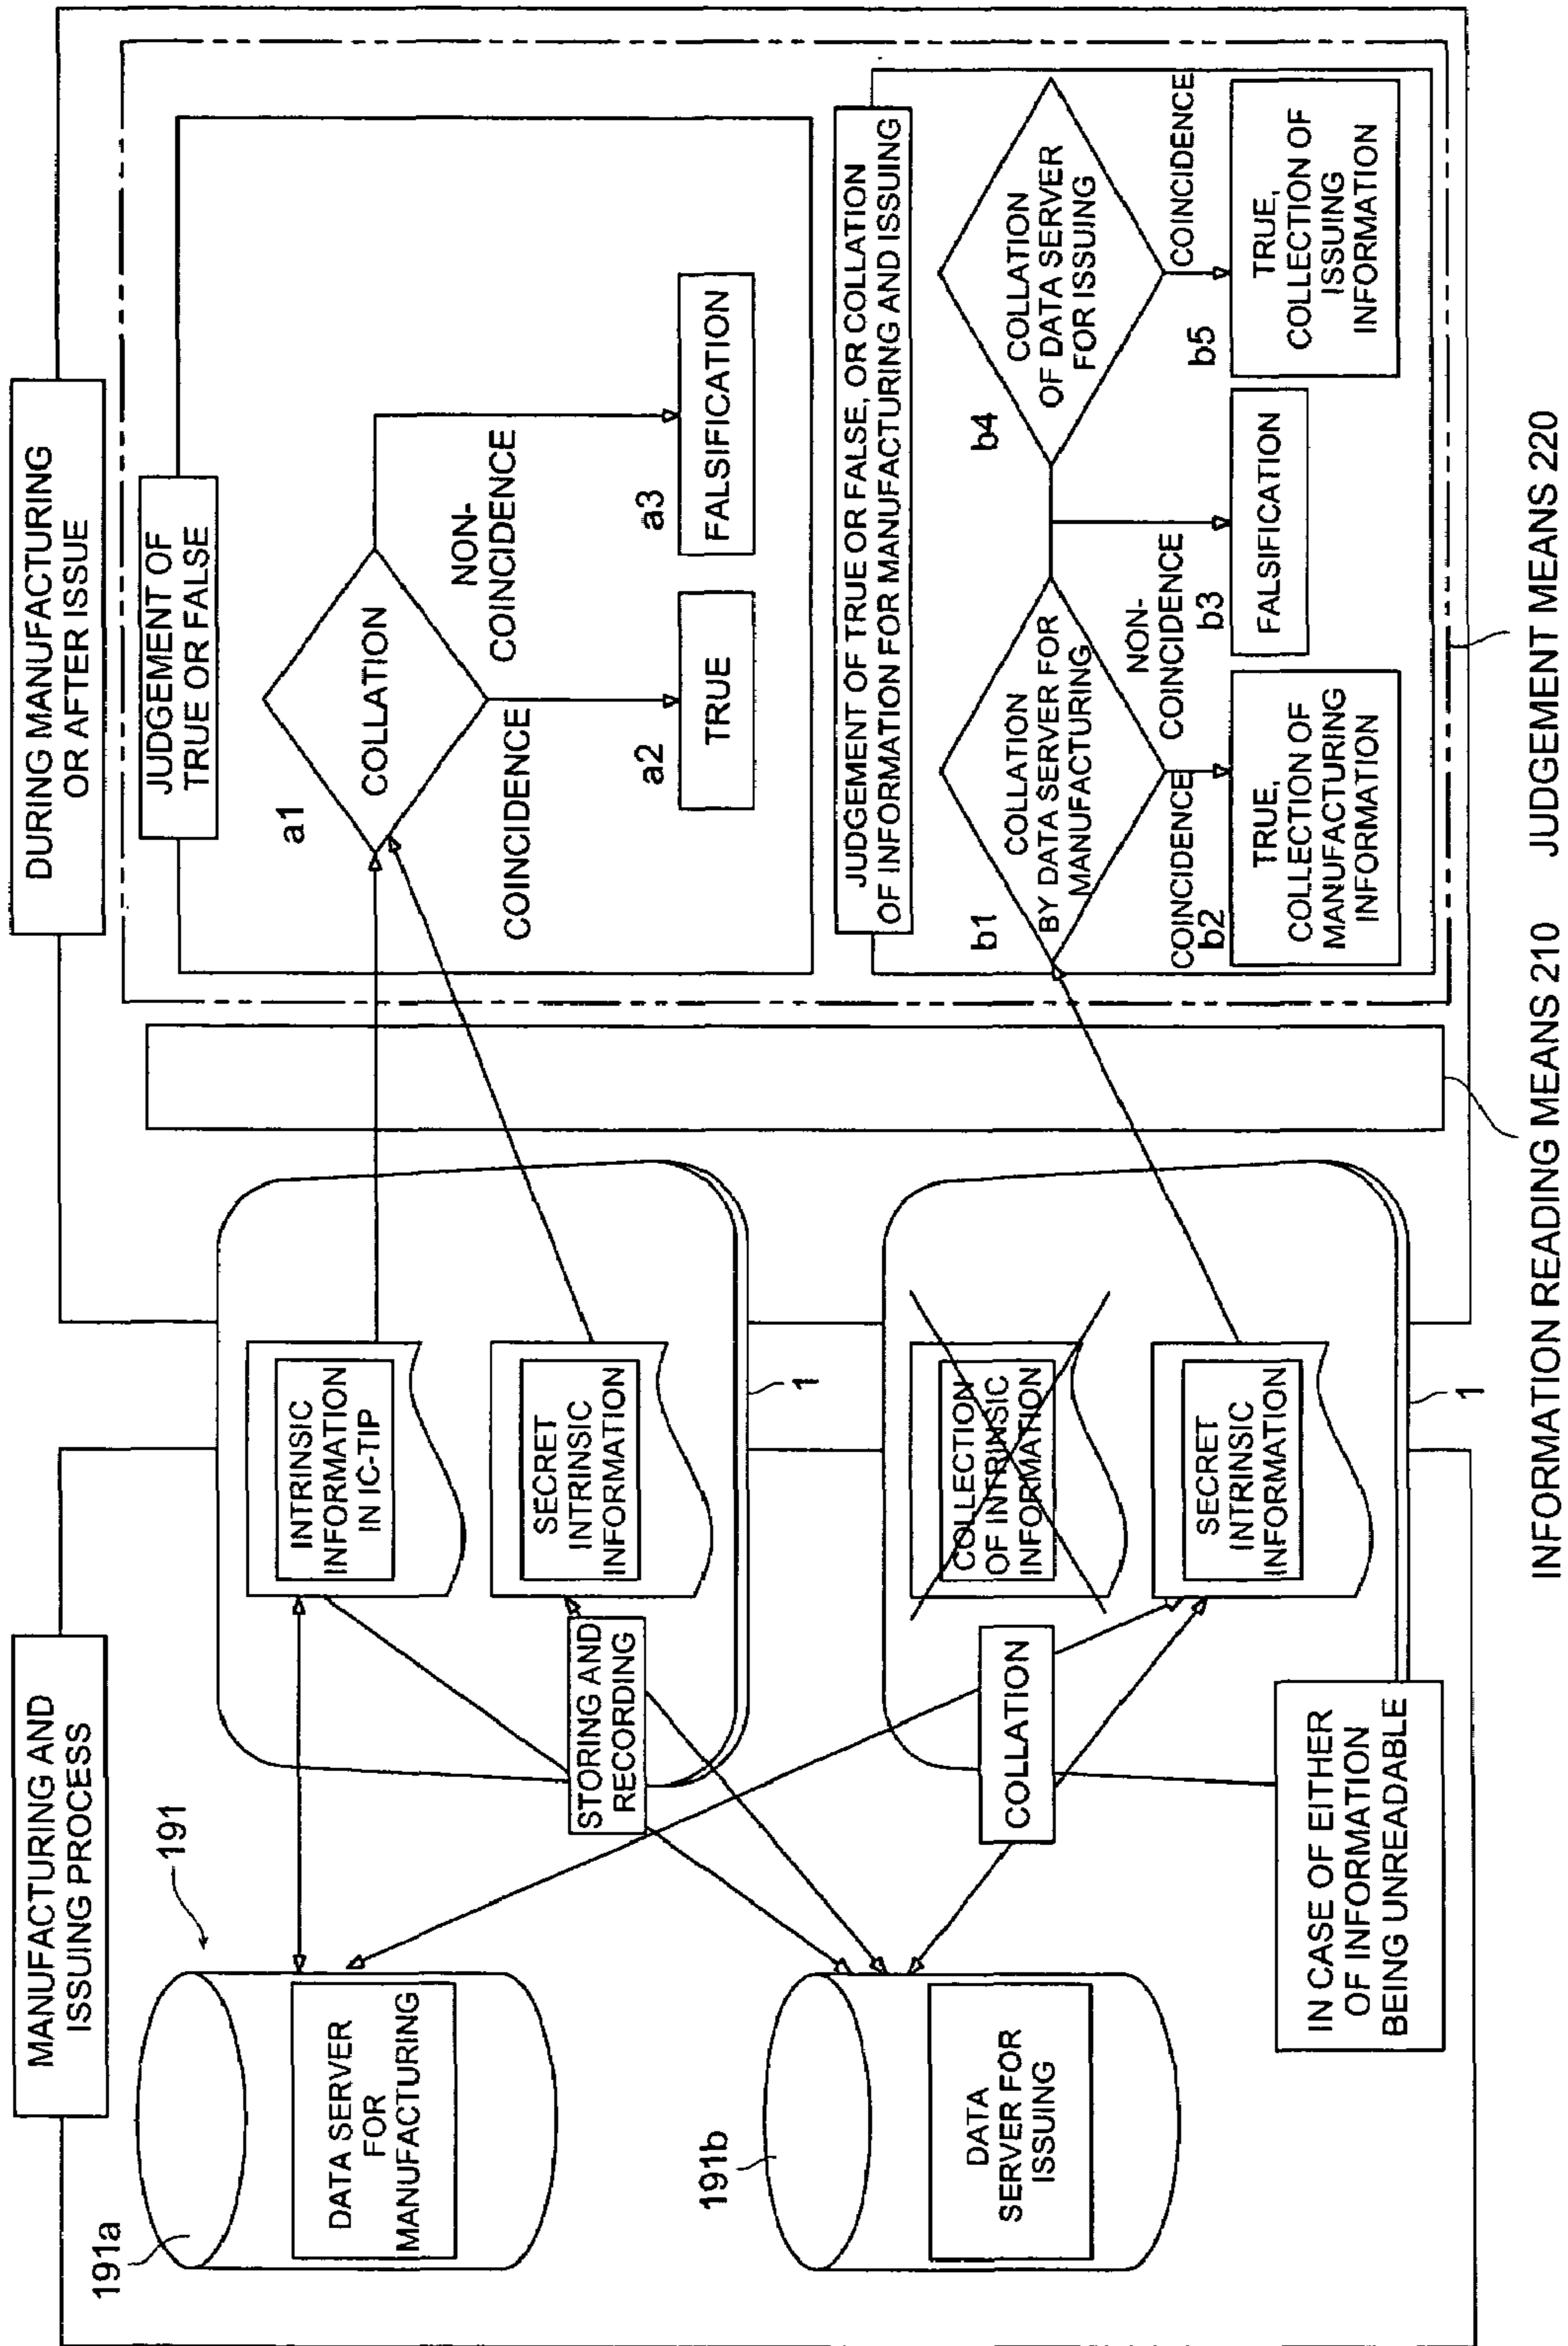 MANUFACTURING AND
ISSUING PROCESS
191
191a
DATA SERVER
FOR
MANUFACTURING
191b
DATA
SERVER FOR
ISSUING
INTRINSIC
INFORMATION
IN IC-TIP
SECRET
INTRINSIC
INFORMATION
STORING AND
RECORDING
1
COLLECTION
OF INTRINSIC
INFORMATION
SECRET
INTRINSIC
INFORMATION
COLLATION
1
IN CASE OF EITHER
OF INFORMATION
BEING UNREADABLE
DURING MANUFACTURING
OR AFTER ISSUE
JUDGEMENT OF
TRUE OR FALSE
a1
COLLATION
COINCIDENCE
NON-
COINCIDENCE
a2
TRUE
a3
FALSIFICATION
JUDGEMENT OF TRUE OR FALSE, OR COLLATION
OF INFORMATION FOR MANUFACTURING AND ISSUING
b1
COLLATION
BY DATA SERVER FOR
MANUFACTURING
COINCIDENCE
b2
TRUE,
COLLECTION OF
MANUFACTURING
INFORMATION
NON-
COINCIDENCE
b3
FALSIFICATION
b4
COLLATION
OF DATA SERVER
FOR ISSUING
COINCIDENCE
b5
TRUE,
COLLECTION OF
ISSUING
INFORMATION
INFORMATION READING MEANS 210
JUDGEMENT MEANS 220